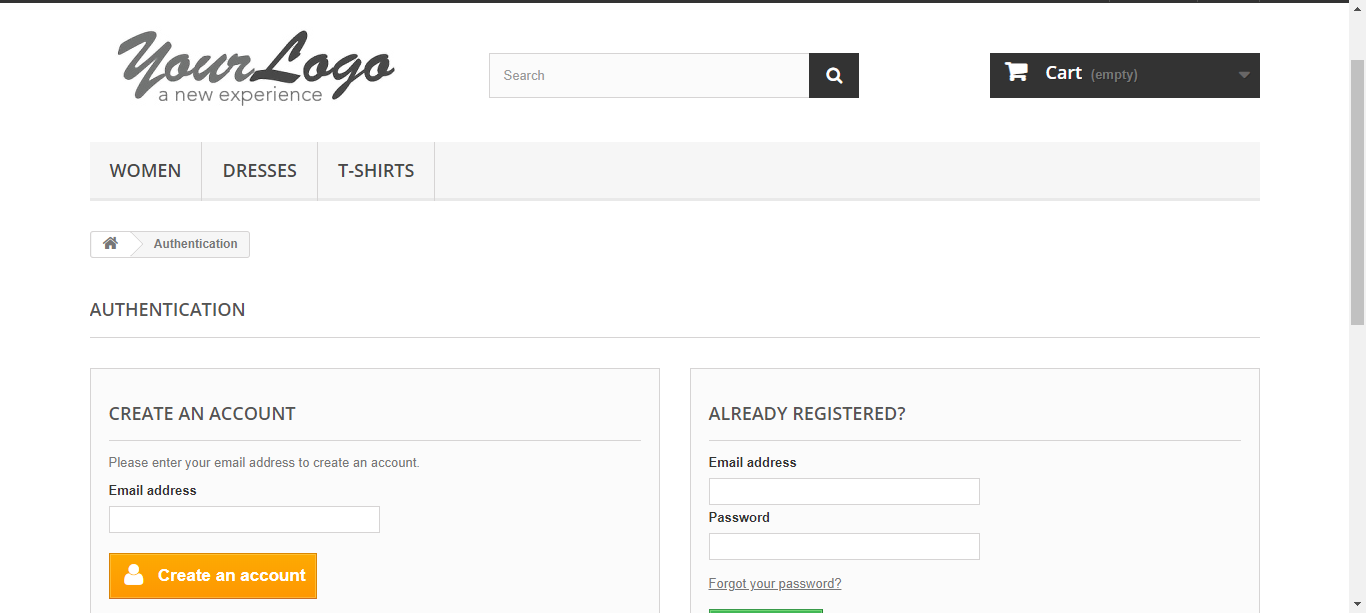 YourLogo
a new experience
Search
Cart (empty)
WOMEN DRESSES T-SHIRTS
Authentication
AUTHENTICATION
CREATE AN ACCOUNT
Please enter your email address to create an account.
Email address
Create an account
ALREADY REGISTERED?
Email address
Password
Forgot your password?